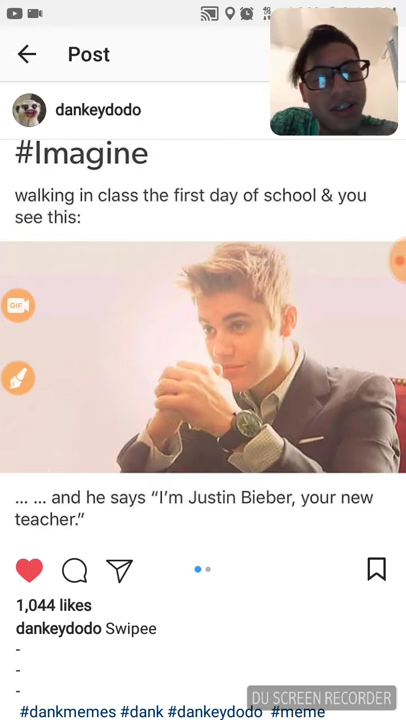 Post
dankeydodo
#Imagine
walking in class the first day of school & you
see this:
GIF
... ... and he says “I’m Justin Bieber, your new
teacher.”
1,044 likes
dankeydodo Swipee
-
-
-
#dankmemes #dank #dankeydodo #meme
DU SCREEN RECORDER